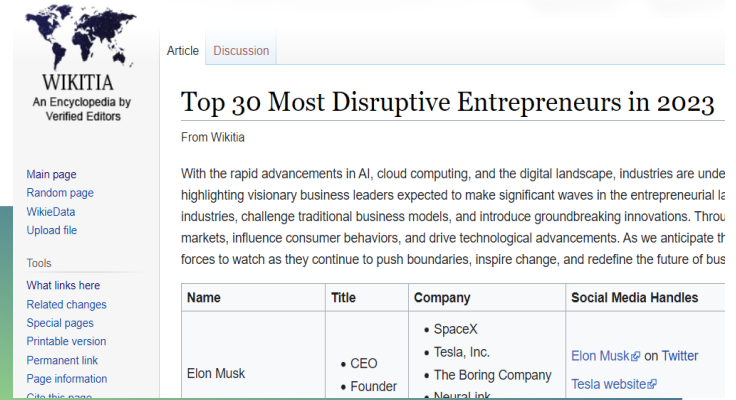 WIKITIA
An Encyclopedia by
Verified Editors
Main page
Random page
WikieData
Upload file
Tools
What links here
Related changes
Special pages
Printable version
Permanent link
Page information
Cite this page
Article Discussion
Top 30 Most Disruptive Entrepreneurs in 2023
From Wikitia
With the rapid advancements in AI, cloud computing, and the digital landscape, industries are unde
highlighting visionary business leaders expected to make significant waves in the entrepreneurial la
industries, challenge traditional business models, and introduce groundbreaking innovations. Throu
markets, influence consumer behaviors, and drive technological advancements. As we anticipate th
forces to watch as they continue to push boundaries, inspire change, and redefine the future of bus
Name Title Company Social Media Handles
Elon Musk
• CEO
• Founder
• SpaceX
• Tesla, Inc.
• The Boring Company
• NeuraLink
Elon Musk on Twitter
Tesla website